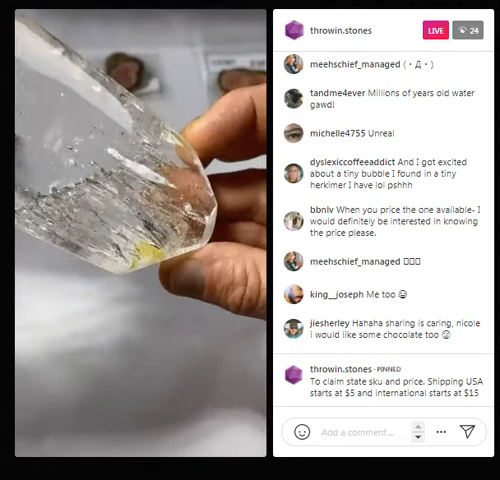 throwin.stones
LIVE
24
meehschief_managed ( ・ Д ・ )
tandme4ever Millions of years old water
gawd!
michelle4755 Unreal
dyslexiccoffeeaddict And I got excited
about a tiny bubble I found in a tiny
herkimer I have lol pshhh
bbnlv When you price the one available- I
would definitely be interested in knowing
the price please.
meehschief_managed
king__joseph Me too 😆
jiesherley Hahaha sharing is caring, nicole
i would like some chocolate too
throwin.stones · PINNED
To claim state sku and price. Shipping USA
starts at $5 and international starts at $15
Add a comment...